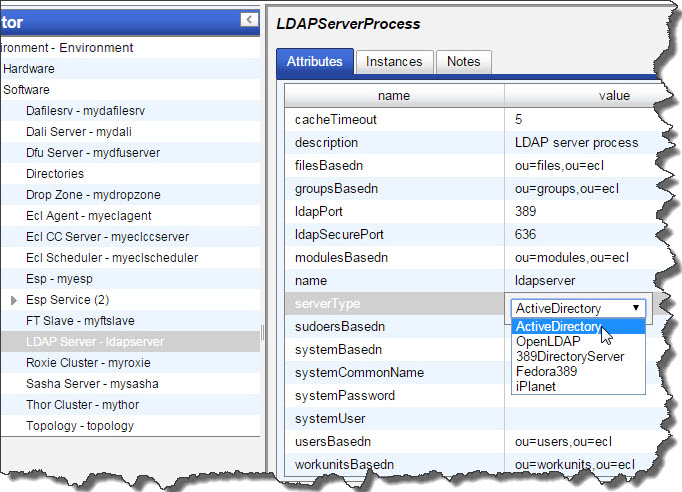 tor
ironment - Environment
Hardware
Software
Dafilesrv - mydafilesrv
Dali Server - mydali
Dfu Server - mydfuserver
Directories
Drop Zone - mydropzone
Ecl Agent - myeclagent
Ecl CC Server - myeclccserver
Ecl Scheduler - myeclscheduler
Esp - myesp
Esp Service (2)
FT Slave - myftslave
LDAP Server - ldapserver
Roxie Cluster - myroxie
Sasha Server - mysasha
Thor Cluster - mythor
Topology - topology
LDAPServerProcess
Attributes Instances Notes
name value
cacheTimeout 5
description LDAP server process
filesBasedn ou=files,ou=ecl
groupsBasedn ou=groups,ou=ecl
ldapPort 389
ldapSecurePort 636
modulesBasedn ou=modules,ou=ecl
name ldapserver
serverType ActiveDirectory
ActiveDirectory
OpenLDAP
389DirectoryServer
Fedora389
iPlanet
sudoersBasedn
systemBasedn
systemCommonName
systemPassword
systemUser
usersBasedn ou=users,ou=ecl
workunitsBasedn ou=workunits,ou=ecl